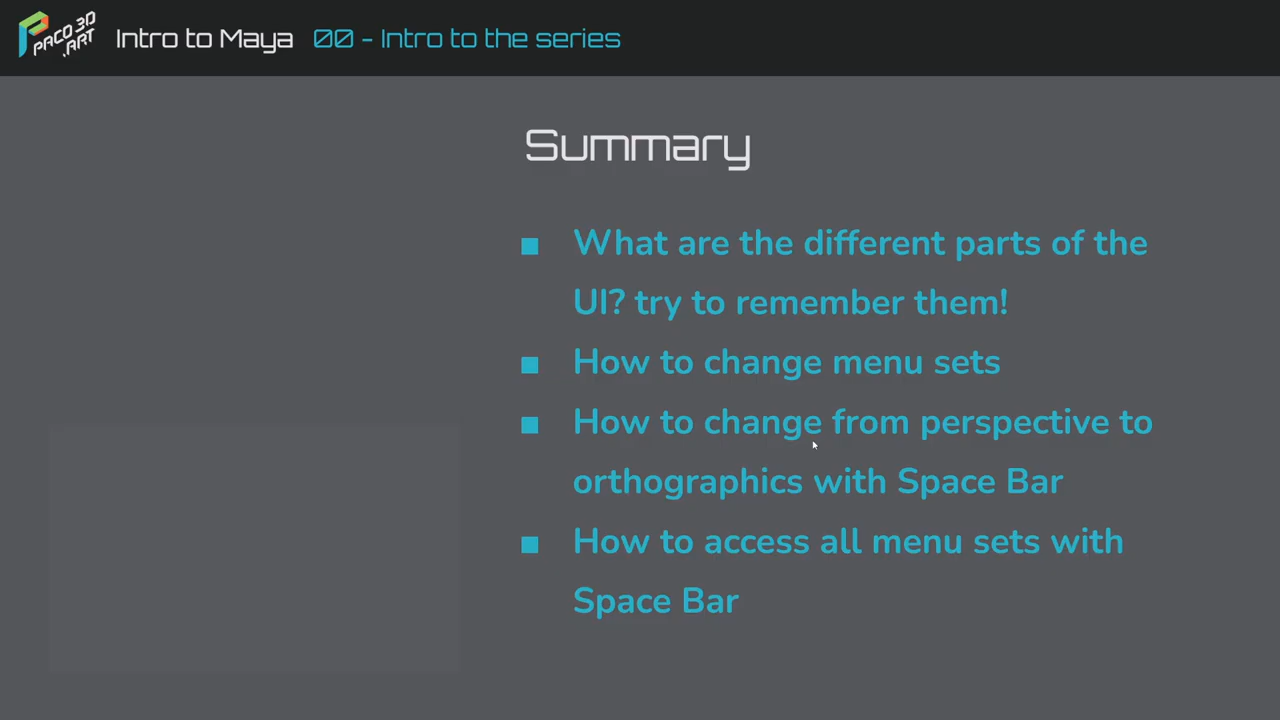 PACO3D
.ART
Intro to Maya 00 - Intro to the series
Summary
What are the different parts of the
UI? try to remember them!
How to change menu sets
How to change from perspective to
orthographics with Space Bar
How to access all menu sets with
Space Bar